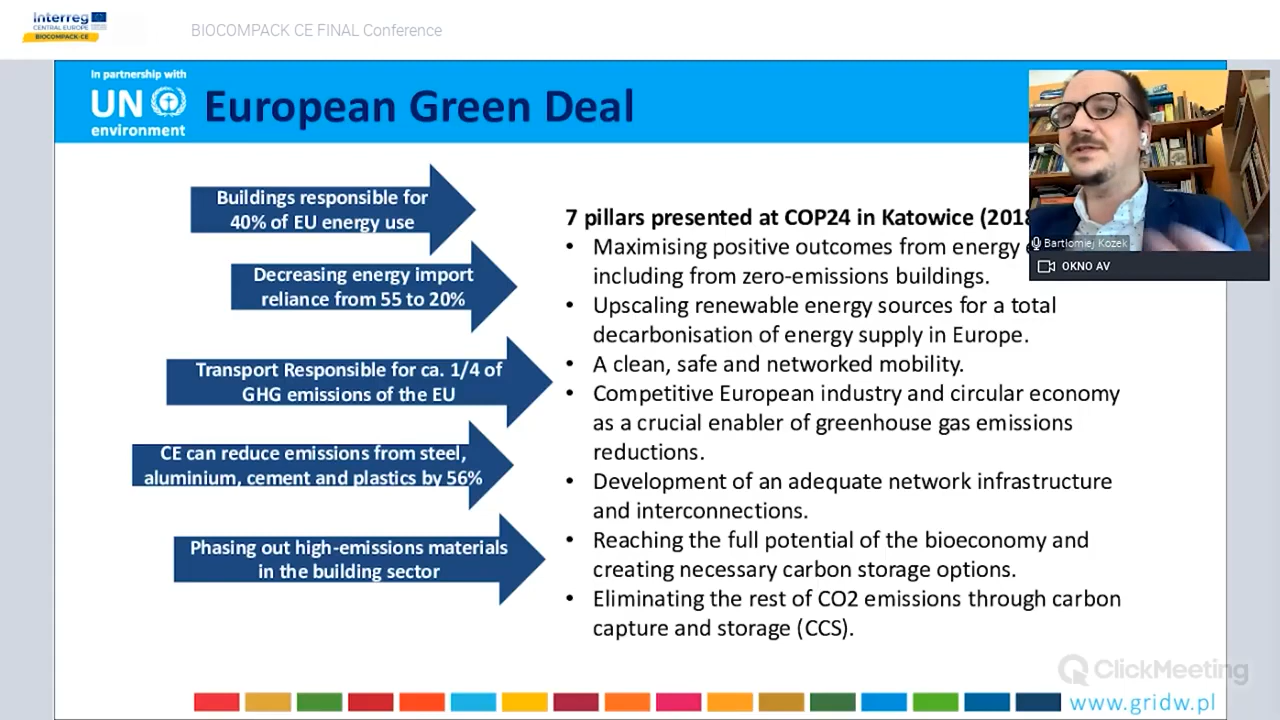 Interreg
CENTRAL EUROPE
BIOCOMPACK-CE
BIOCOMPACK CE FINAL Conference
In partnership with
UN
environment
European Green Deal
Buildings responsible for
40% of EU energy use
Decreasing energy import
reliance from 55 to 20%
Transport Responsible for ca. 1/4 of
GHG emissions of the EU
CE can reduce emissions from steel,
aluminium, cement and plastics by 56%
Phasing out high-emissions materials
in the building sector
7 pillars presented at COP24 in Katowice (2018
• Maximising positive outcomes from energy
including from zero-emissions buildings.
• Upscaling renewable energy sources for a total
decarbonisation of energy supply in Europe.
• A clean, safe and networked mobility.
• Competitive European industry and circular economy
as a crucial enabler of greenhouse gas emissions
reductions.
• Development of an adequate network infrastructure
and interconnections.
• Reaching the full potential of the bioeconomy and
creating necessary carbon storage options.
• Eliminating the rest of CO2 emissions through carbon
capture and storage (CCS).
Bartłomiej Kozek
OKNO AV
ClickMeeting
www.gridw.pl